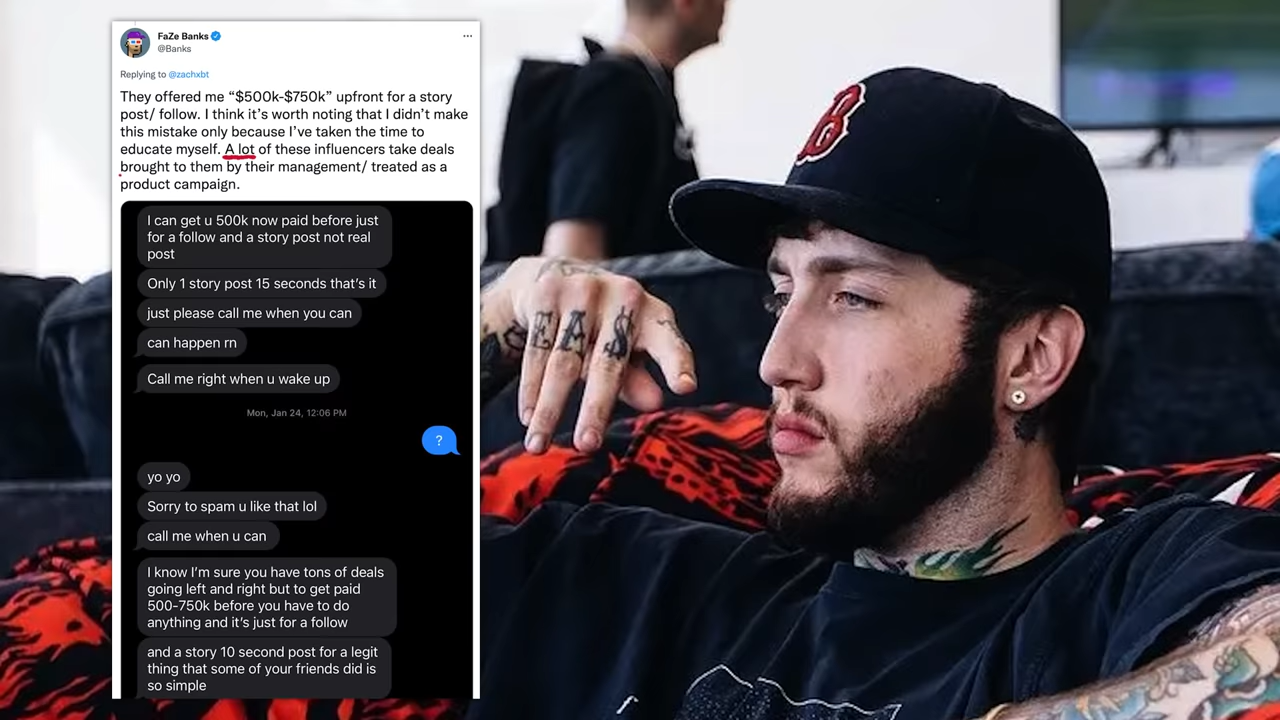 FaZe Banks
@Banks
Replying to @zachxbt
They offered me “$500k-$750k” upfront for a story
post/ follow. I think it’s worth noting that I didn’t make
this mistake only because I’ve taken the time to
educate myself. A lot of these influencers take deals
brought to them by their management/ treated as a
product campaign.
I can get u 500k now paid before just
for a follow and a story post not real
post
Only 1 story post 15 seconds that’s it
just please call me when you can
can happen rn
Call me right when u wake up
Mon, Jan 24, 12:06 PM
?
yo yo
Sorry to spam u like that lol
call me when u can
I know I’m sure you have tons of deals
going left and right but to get paid
500-750k before you have to do
anything and it’s just for a follow
and a story 10 second post for a legit
thing that some of your friends did is
so simple
B
EA$